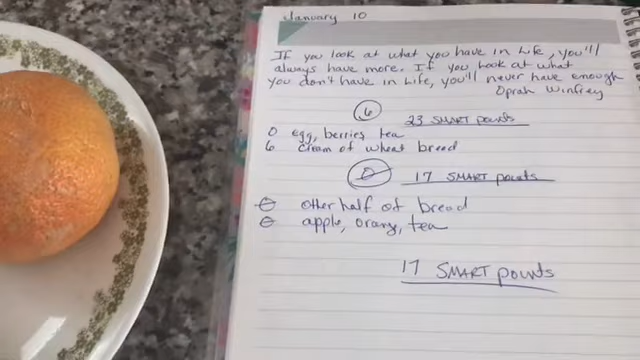 January 10
If you look at what you have in Life, you'll
always have more. If you look at what
you don't have in Life, you'll never have enough
Oprah Winfrey
6
23 SMART points
0 egg, berries tea
6 Cream of wheat bread
0 17 SMART points
0 other half of bread
0 apple, orange, tea
17 SMART points